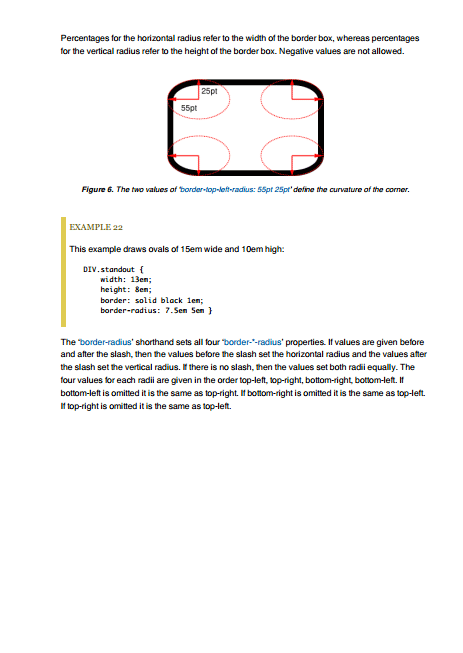 Percentages for the horizontal radius refer to the width of the border box, whereas percentages
for the vertical radius refer to the height of the border box. Negative values are not allowed.
25pt
55pt
Figure 6. The two values of 'border-top-left-radius: 55pt 25pt' define the curvature of the corner.
EXAMPLE 22
This example draws ovals of 15em wide and 10em high:
DIV.standout {
width: 13em;
height: 8em;
border: solid black 1em;
border-radius: 7.5em 5em }
The ‘border-radius’ shorthand sets all four ‘border-*-radius’ properties. If values are given before
and after the slash, then the values before the slash set the horizontal radius and the values after
the slash set the vertical radius. If there is no slash, then the values set both radii equally. The
four values for each radii are given in the order top-left, top-right, bottom-right, bottom-left. If
bottom-left is omitted it is the same as top-right. If bottom-right is omitted it is the same as top-left.
If top-right is omitted it is the same as top-left.